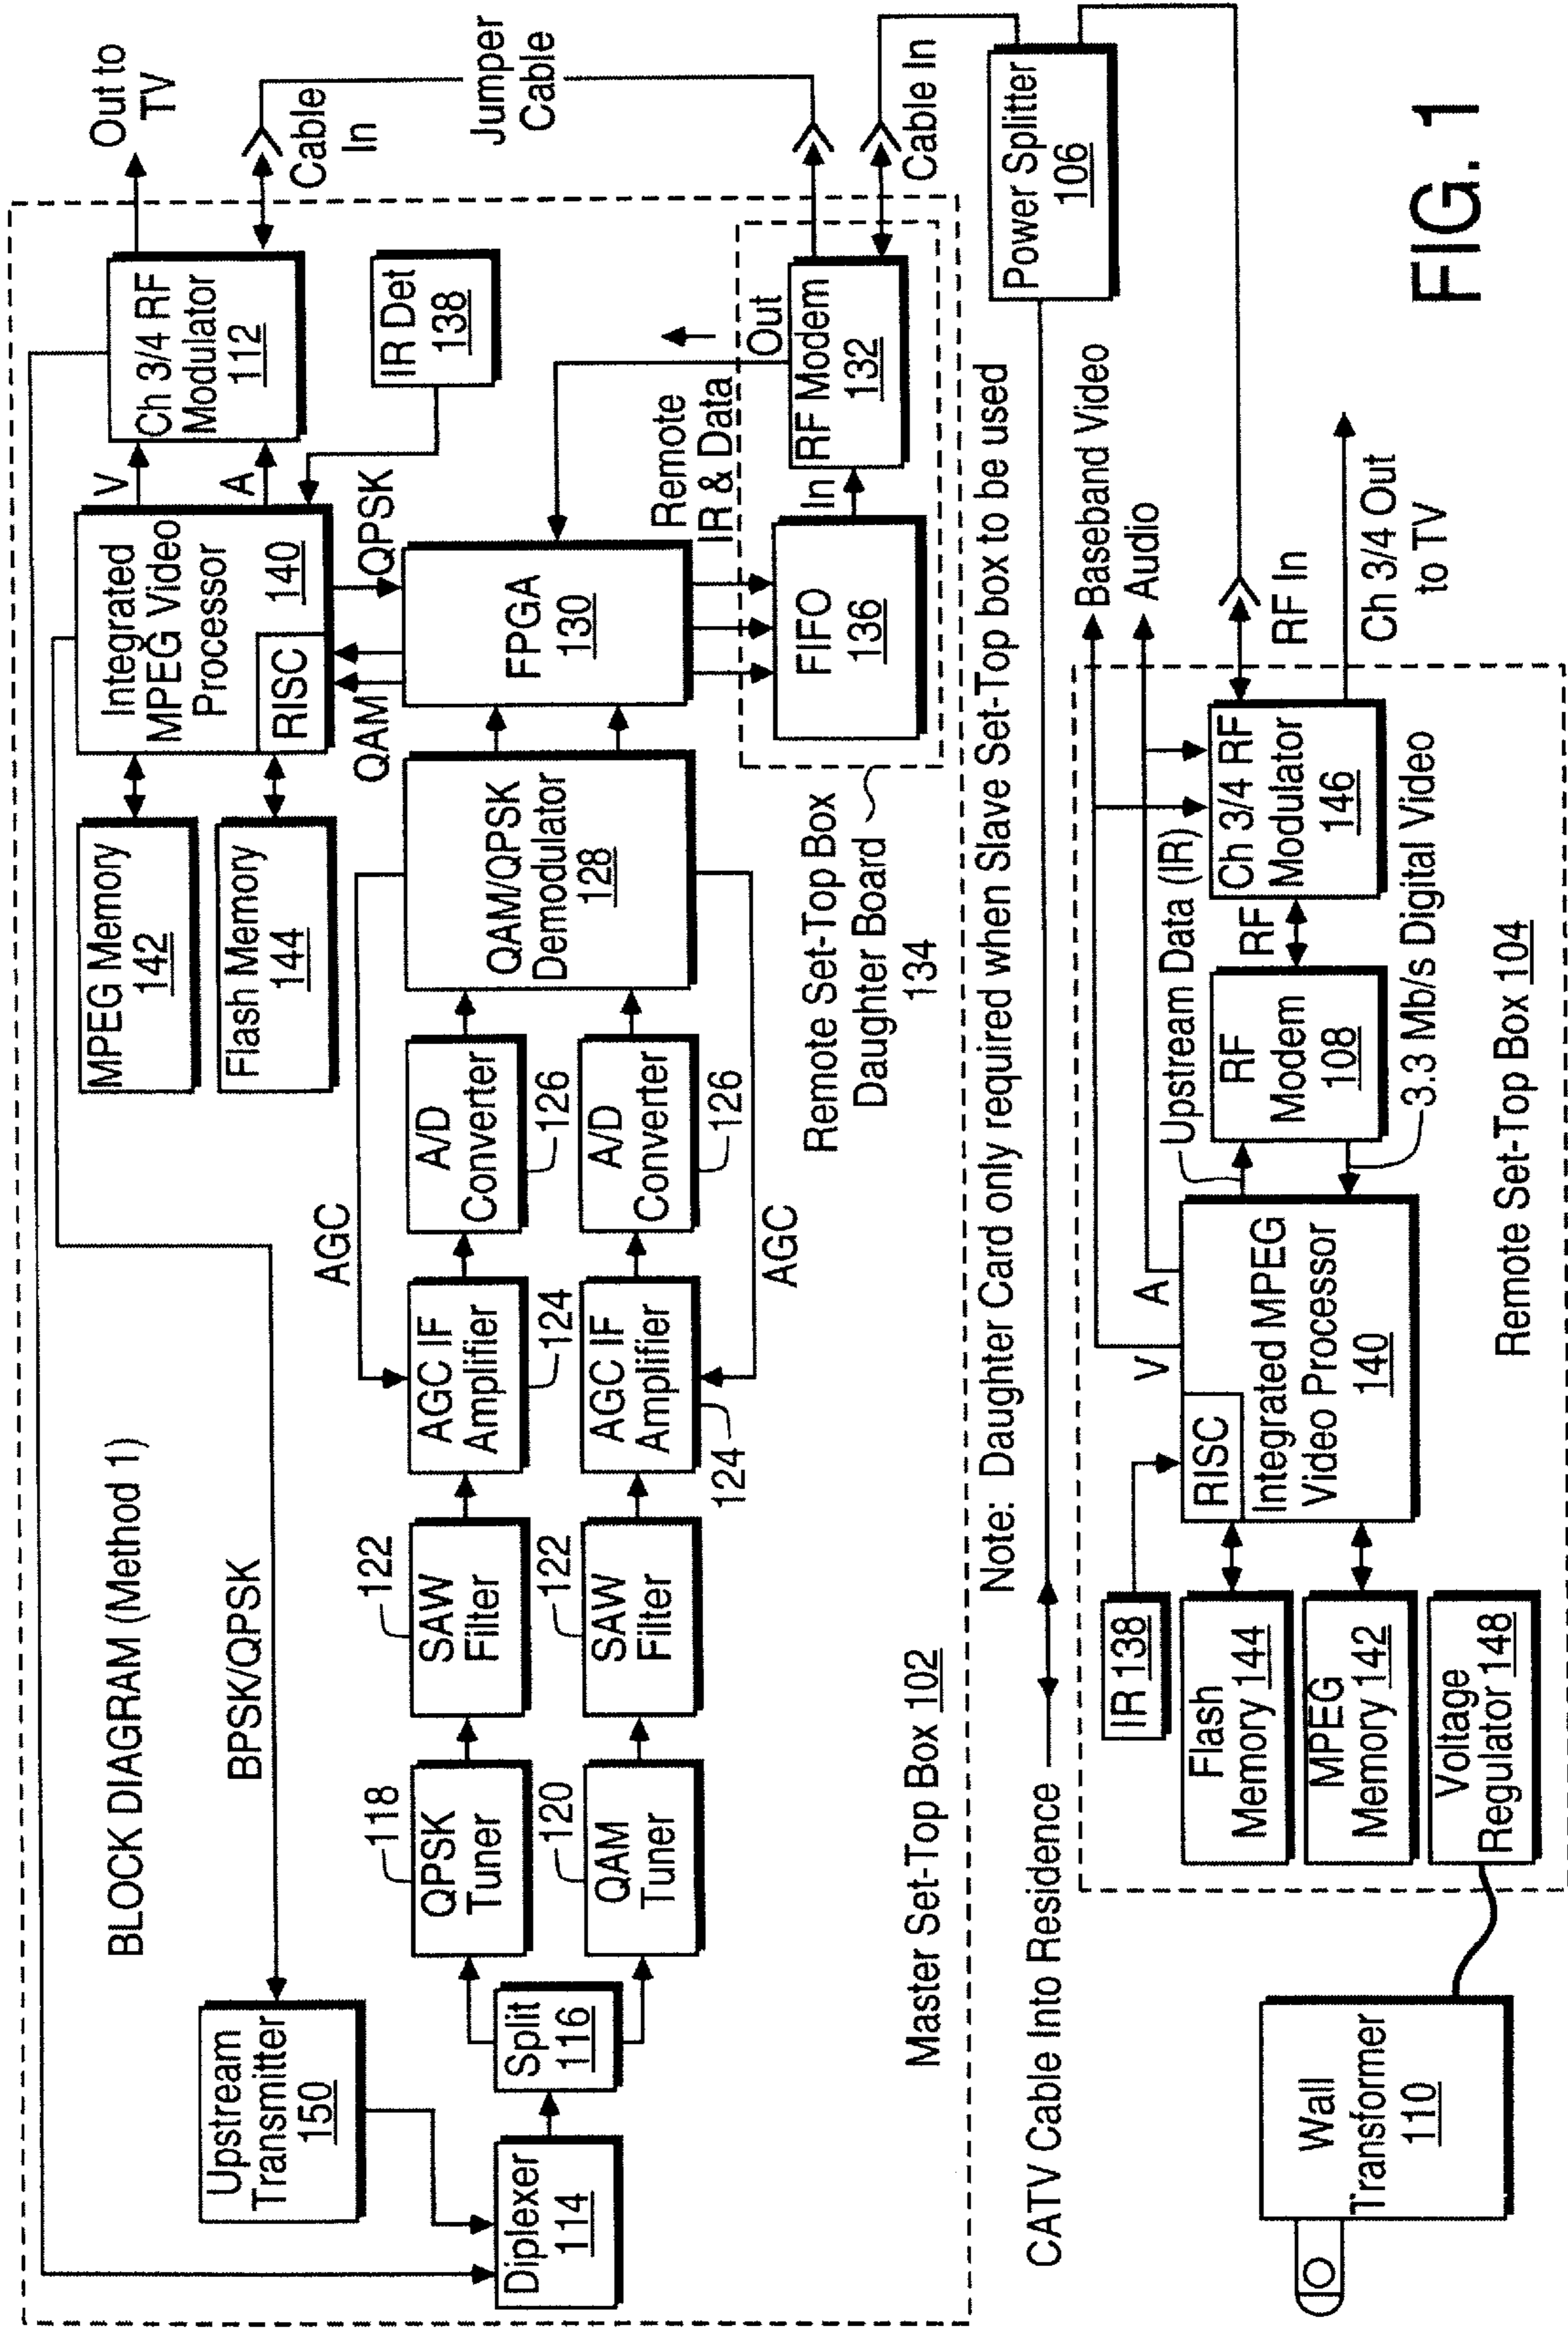 BLOCK DIAGRAM (Method 1)
Upstream
Transmitter
150
BPSK/QPSK
MPEG Memory
142
Flash Memory
144
Integrated
MPEG Video
Processor
140
RISC
V
A
Ch 3/4 RF
Modulator
112
Out to
TV
Cable
In
Jumper
Cable
IR Det
138
QAM
QPSK
Diplexer
114
Split
116
118
QPSK
Tuner
120
QAM
Tuner
122
SAW
Filter
122
SAW
Filter
AGC
AGC IF
Amplifier
124
AGC IF
Amplifier
124
AGC
A/D
Converter
126
A/D
Converter
126
QAM/QPSK
Demodulator
128
FPGA
130
Remote
IR & Data
Out
FIFO
136
In
RF Modem
132
Cable In
Remote Set-Top Box
Daughter Board
134
Master Set-Top Box 102
Note: Daughter Card only required when Slave Set-Top box to be used
Power Splitter
106
CATV Cable Into Residence
Baseband Video
Audio
IR 138
Flash
Memory 144
MPEG
Memory 142
Voltage
Regulator 148
RISC
Integrated MPEG
Video Processor
140
V
A
Upstream Data (IR)
RF
Modem
108
RF
3.3 Mb/s Digital Video
Ch 3/4 RF
Modulator
146
RF In
Ch 3/4 Out
to TV
Remote Set-Top Box 104
Wall
Transformer
110
FIG. 1